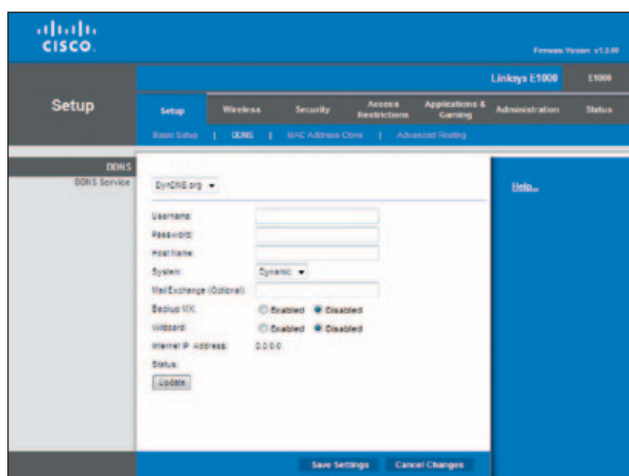 CISCO.
Firmware Version: v1.0.00
Linksys E1000
E1000
Setup
Setup
Wireless
Security
Access Restrictions
Applications & Gaming
Administration
Status
Basic Setup | DDNS | MAC Address Clone | Advanced Routing
DDNS
DDNS Service
DynDNS.org
Help...
Username:
Password:
Host Name:
System: Dynamic
Mail Exchange (Optional):
Backup MX: Enabled Disabled
Wildcard: Enabled Disabled
Internet IP Address: 0.0.0.0
Status:
Update
Save Settings
Cancel Changes